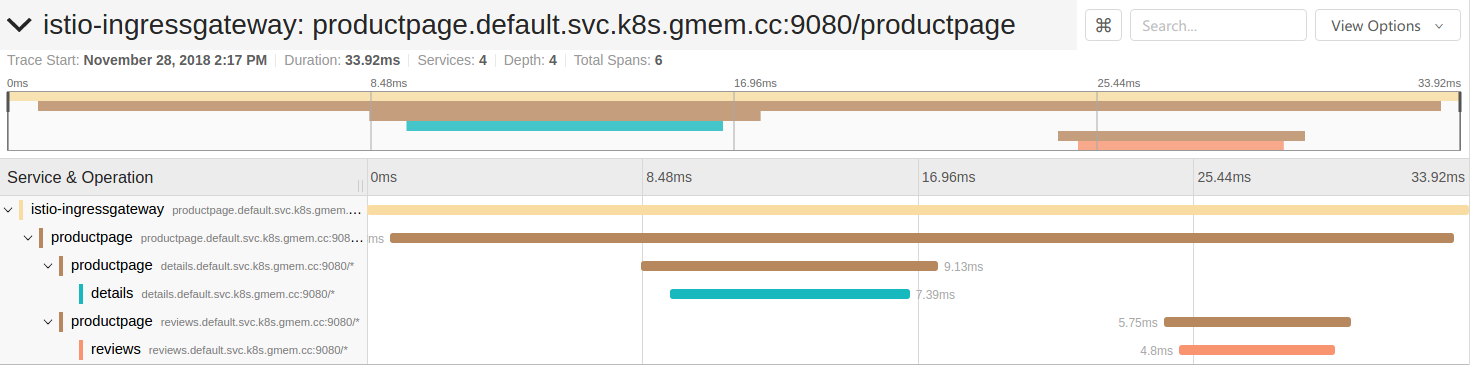 istio-ingressgateway: productpage.default.svc.k8s.gmem.cc:9080/productpage ⌘ Search... View Options
Trace Start: November 28, 2018 2:17 PM Duration: 33.92ms Services: 4 Depth: 4 Total Spans: 6
0ms 8.48ms 16.96ms 25.44ms 33.92ms
Service & Operation 0ms 8.48ms 16.96ms 25.44ms 33.92ms
istio-ingressgateway productpage.default.svc.k8s.gmem....
productpage productpage.default.svc.k8s.gmem.cc:908... ms
productpage details.default.svc.k8s.gmem.cc:9080/* 9.13ms
details details.default.svc.k8s.gmem.cc:9080/* 7.39ms
productpage reviews.default.svc.k8s.gmem.cc:9080/* 5.75ms
reviews reviews.default.svc.k8s.gmem.cc:9080/* 4.8ms